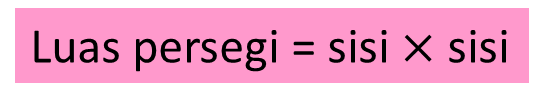 Luas persegi = sisi × sisi